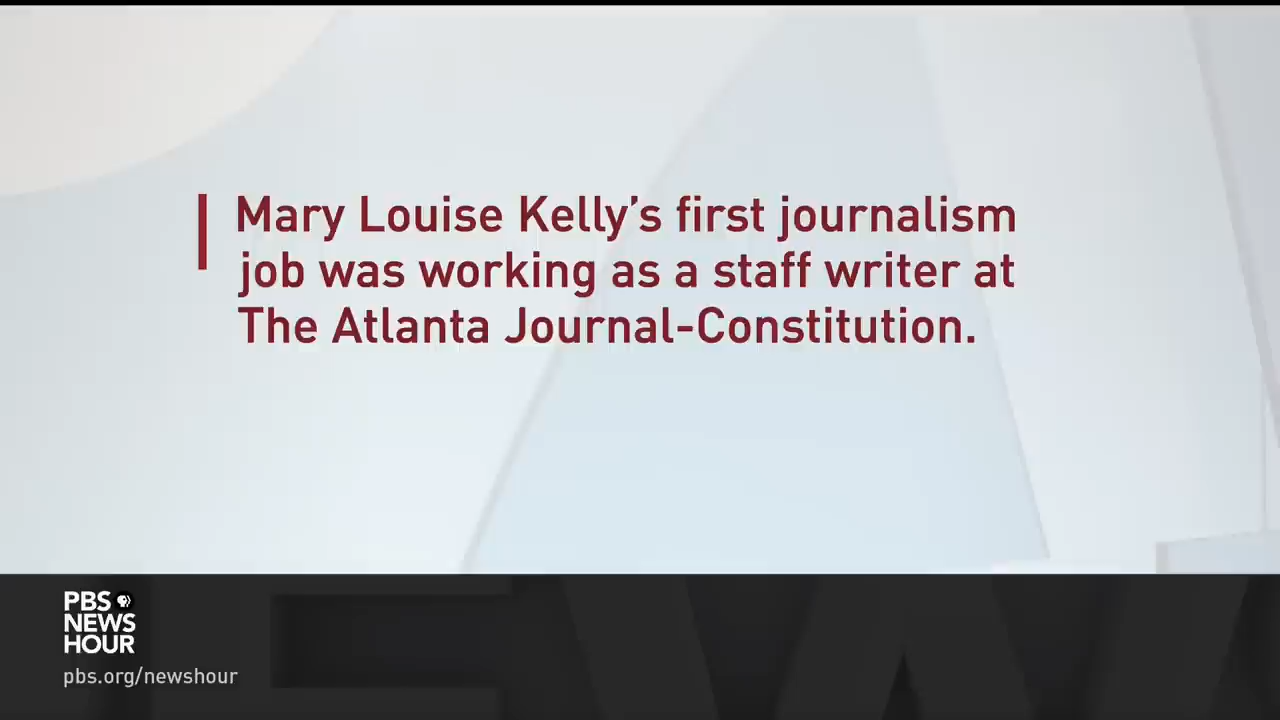 Mary Louise Kelly’s first journalism
job was working as a staff writer at
The Atlanta Journal-Constitution.
PBS
NEWS
HOUR
pbs.org/newshour